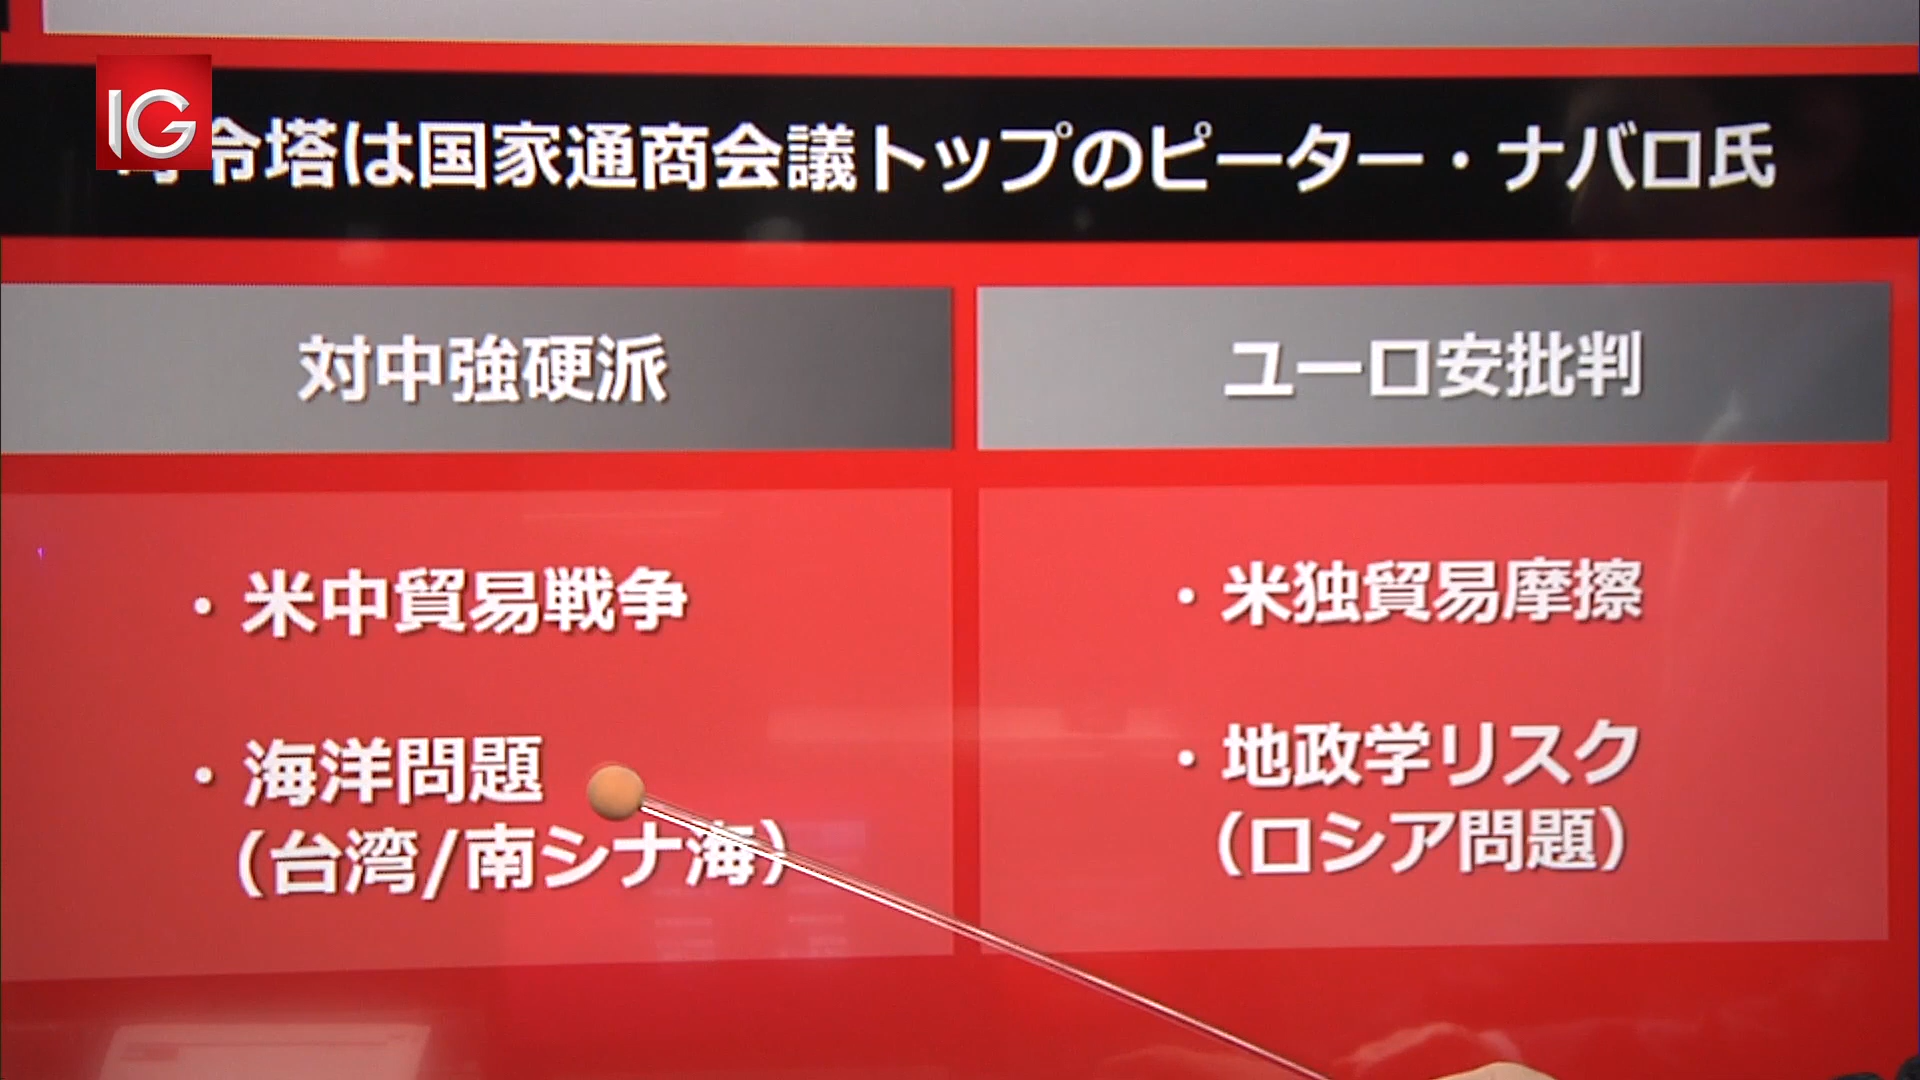 IG
令塔は国家通商会議トップのピーター・ナバロ氏
対中強硬派
ユーロ安批判
・米中貿易戦争
・海洋問題
（台湾/南シナ海）
・米独貿易摩擦
・地政学リスク
（ロシア問題）